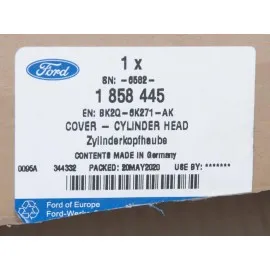 Ford
1 x
SN: -6582-
1 858 445
EN: BK2Q-6K271-AK
COVER - CYLINDER HEAD
Zylinderkopfhaube
CONTENTS MADE IN Germany
0095A 344332 PACKED: 20MAY2020 USE BY: *******
Ford of Europe
Ford-Werke